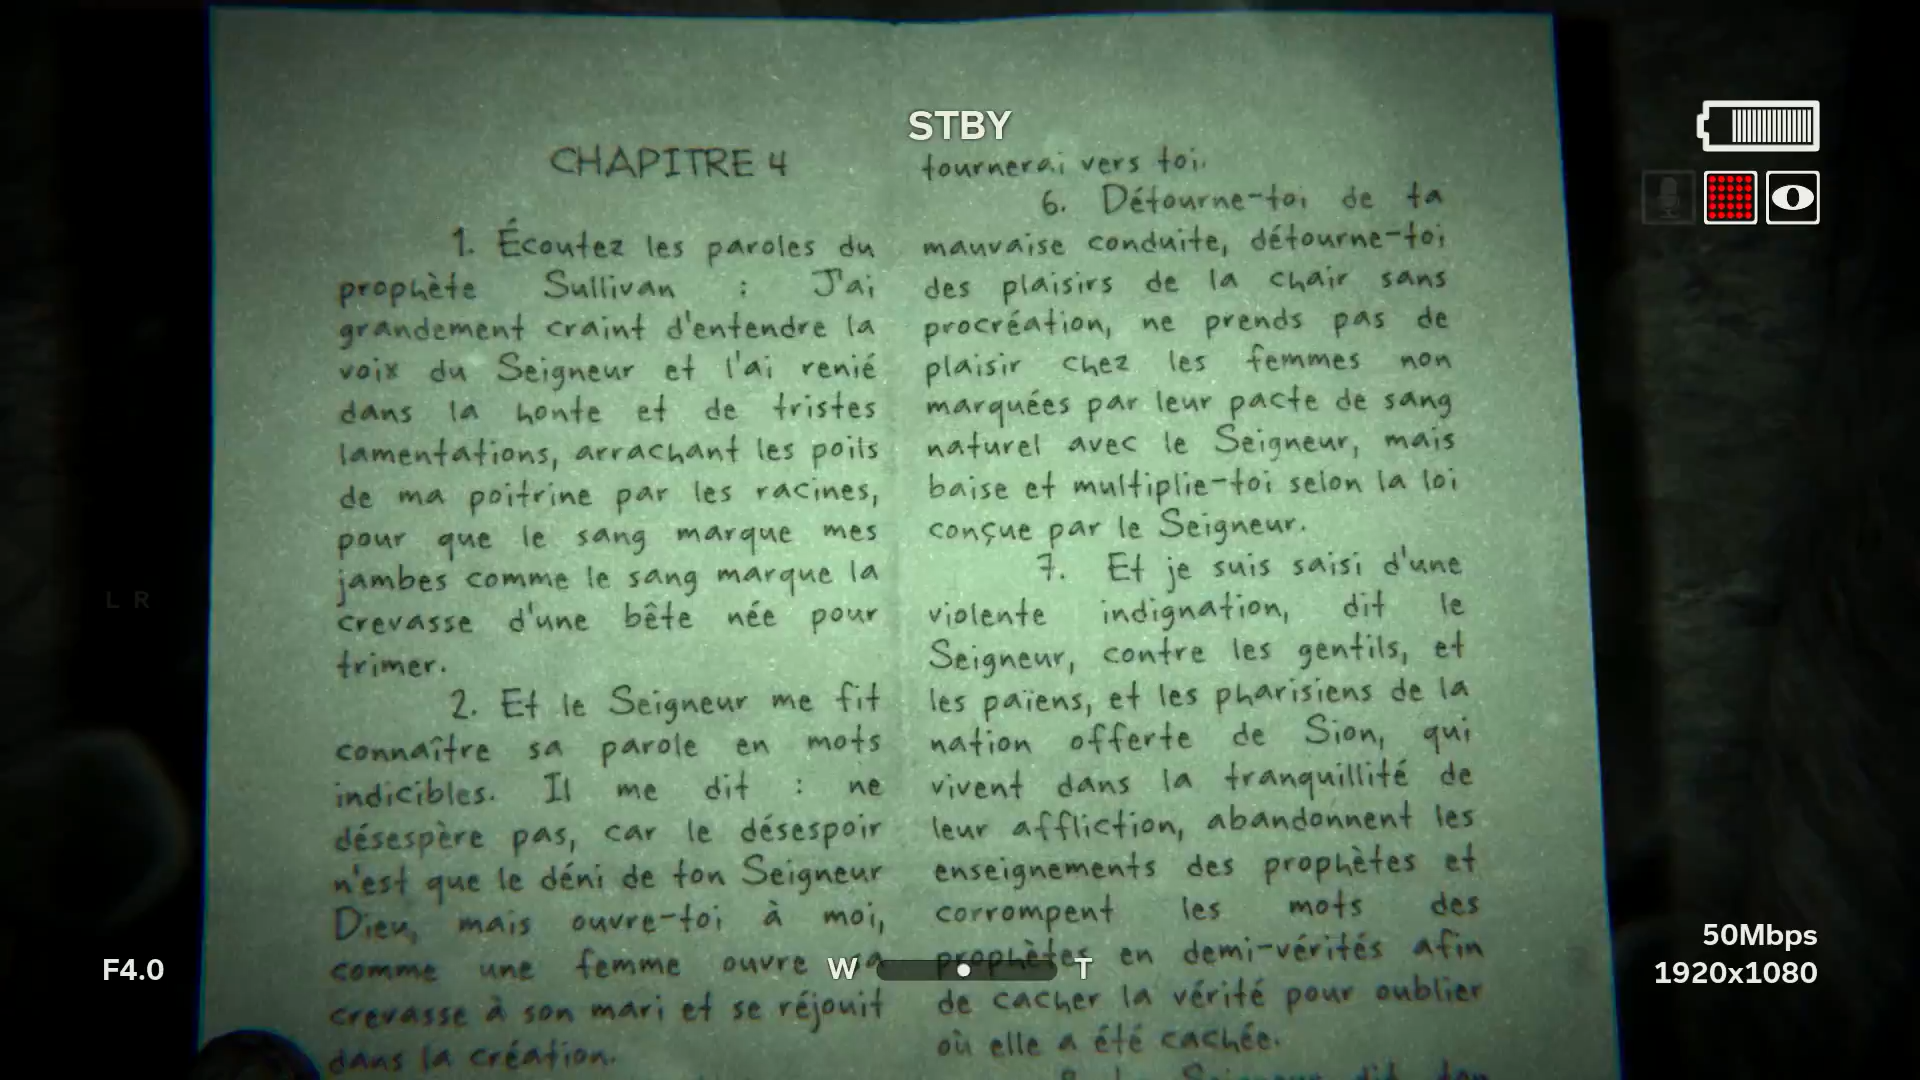 STBY
CHAPITRE 4
1. Écoutez les paroles du
prophète Sullivan : J'ai
grandement craint d'entendre la
voix du Seigneur et l'ai renié
dans la honte et de tristes
lamentations, arrachant les poils
de ma poitrine par les racines,
pour que le sang marque mes
jambes comme le sang marque la
crevasse d'une bête née pour
trimer.
2. Et le Seigneur me fit
connaître sa parole en mots
indicibles. Il me dit : ne
désespère pas, car le désespoir
n'est que le déni de ton Seigneur
Dieu, mais ouvre-toi à moi,
comme une femme ouvre
crevasse à son mari et se réjouit
dans la création.
tournerai vers toi.
6. Détourne-toi de ta
mauvaise conduite, détourne-toi
des plaisirs de la chair sans
procréation, ne prends pas de
plaisir chez les femmes non
marquées par leur pacte de sang
naturel avec le Seigneur, mais
baise et multiplie-toi selon la loi
conçue par le Seigneur.
7. Et je suis saisi d'une
violente indignation, dit le
Seigneur, contre les gentils, et
les païens, et les pharisiens de la
nation offerte de Sion, qui
vivent dans la tranquillité de
leur affliction, abandonnent les
enseignements des prophètes et
corrompent les mots des
prophètes en demi-vérités afin
de cacher la vérité pour oublier
où elle a été cachée.
L R
F4.0
W T
50Mbps
1920x1080